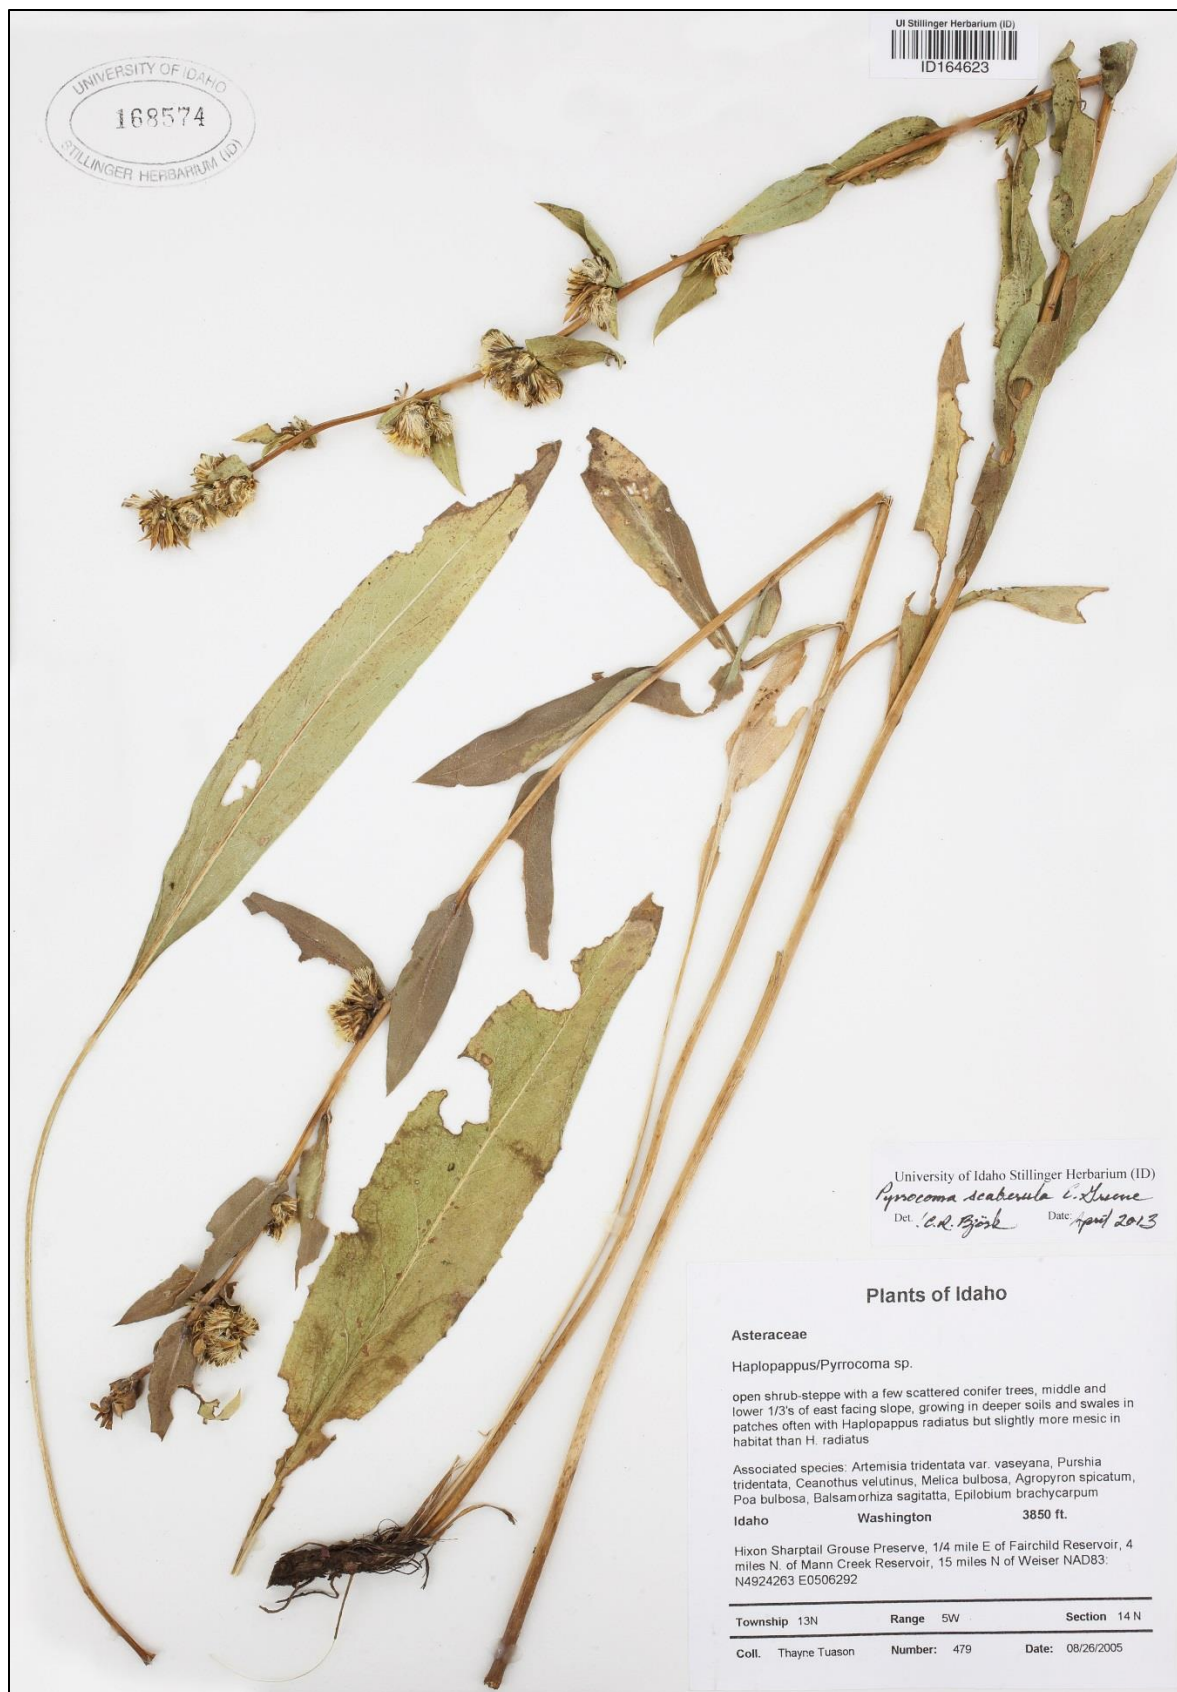 UI Stillinger Herbarium (ID)
ID164623
UNIVERSITY OF IDAHO
168574
STILLINGER HERBARIUM (ID)
University of Idaho Stillinger Herbarium (ID)
Pyrrocoma scaberula E. Greene
Det. ! C.R. Björk Date: April 2013
Plants of Idaho
Asteraceae
Haplopappus/Pyrrocoma sp.
open shrub-steppe with a few scattered conifer trees, middle and
lower 1/3's of east facing slope, growing in deeper soils and swales in
patches often with Haplopappus radiatus but slightly more mesic in
habitat than H. radiatus
Associated species: Artemisia tridentata var. vaseyana, Purshia
tridentata, Ceanothus velutinus, Melica bulbosa, Agropyron spicatum,
Poa bulbosa, Balsamorhiza sagitatta, Epilobium brachycarpum
Idaho Washington 3850 ft.
Hixon Sharptail Grouse Preserve, 1/4 mile E of Fairchild Reservoir, 4
miles N. of Mann Creek Reservoir, 15 miles N of Weiser NAD83:
N4924263 E0506292
Township 13N Range 5W Section 14 N
Coll. Thayne Tuason Number: 479 Date: 08/26/2005